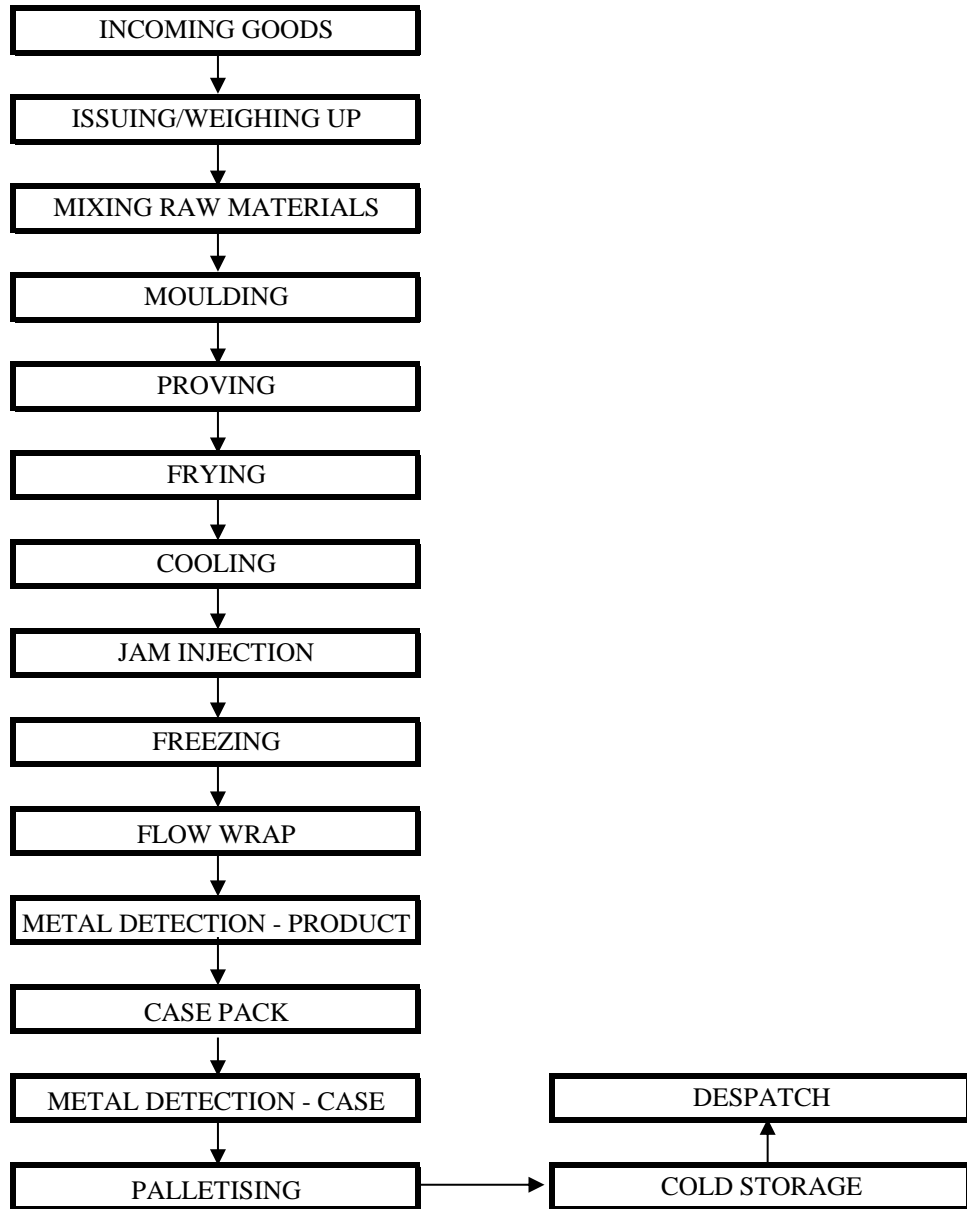 INCOMING GOODS
ISSUING/WEIGHING UP
MIXING RAW MATERIALS
MOULDING
PROVING
FRYING
COOLING
JAM INJECTION
FREEZING
FLOW WRAP
METAL DETECTION - PRODUCT
CASE PACK
METAL DETECTION - CASE
PALLETISING
COLD STORAGE
DESPATCH